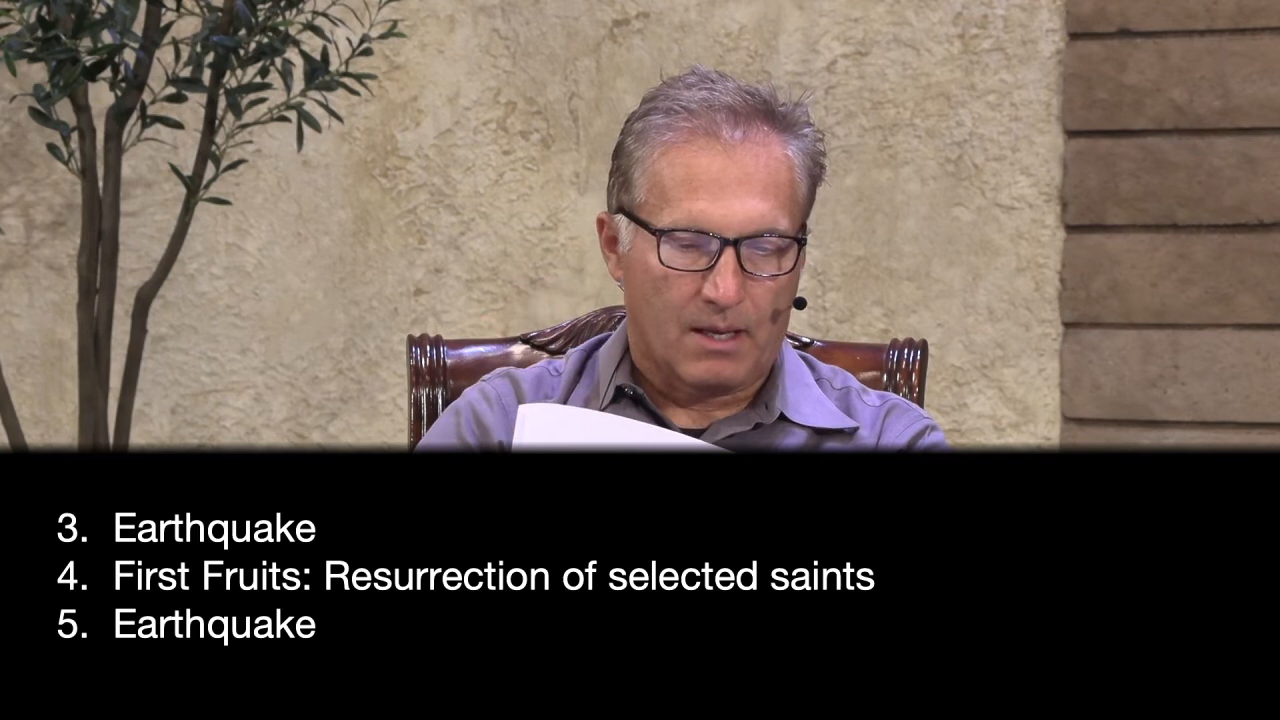 3. Earthquake
4. First Fruits: Resurrection of selected saints
5. Earthquake